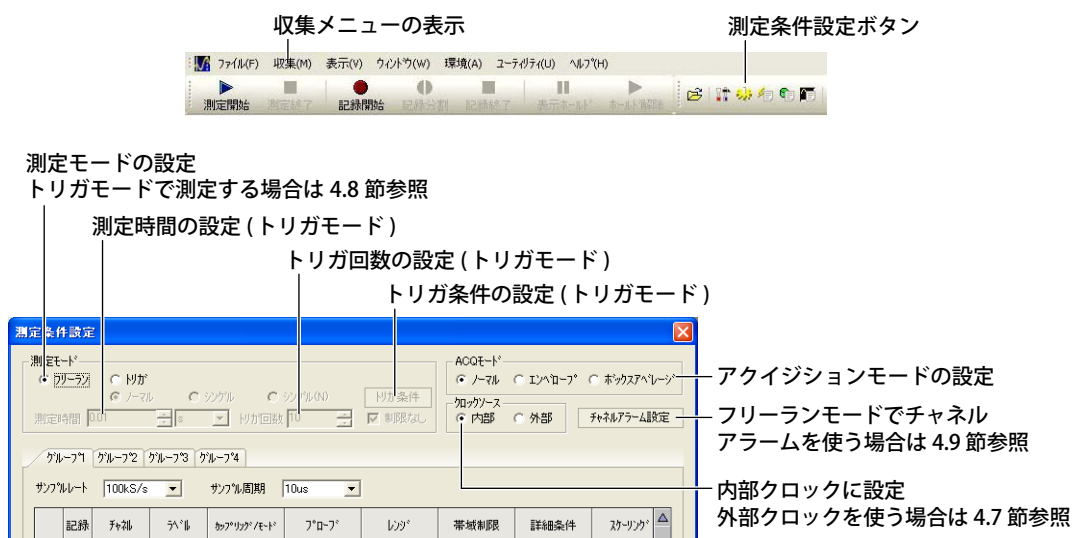 収集メニューの表示
測定条件設定ボタン
ファイル(F) 収集(M) 表示(V) ウィンドウ(W) 環境(A) ユーティリティ(U) ヘルプ(H)
測定開始 測定終了 記録開始 記録分割 記録終了 表示ホールド ホールド解除
測定モードの設定
トリガモードで測定する場合は 4.8 節参照
測定時間の設定 ( トリガモード )
トリガ回数の設定 ( トリガモード )
トリガ条件の設定 ( トリガモード )
測定条件設定
測定モード
フリーラン トリガ
ノーマル シングル シングル(N) トリガ条件
測定時間 0.01 s トリガ回数 10 制限なし
ACQモード
ノーマル エンベロープ ボックスアベレージ
クロックソース
内部 外部 チャネルアラーム設定
アクイジションモードの設定
フリーランモードでチャネル
アラームを使う場合は 4.9 節参照
グループ1 グループ2 グループ3 グループ4
サンプルレート 100kS/s サンプル周期 10us
内部クロックに設定
外部クロックを使う場合は 4.7 節参照
記録 チャネル ラベル カップリング/モード プローブ レンジ 帯域制限 詳細条件 スケーリング